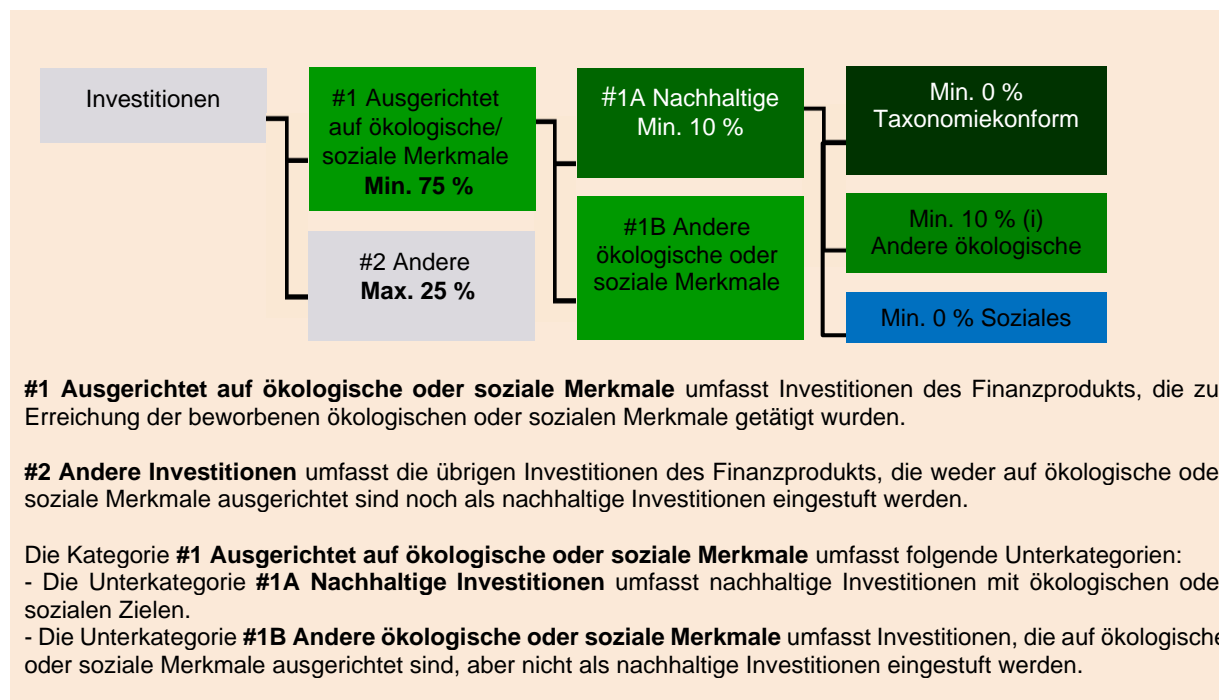 Investitionen
#1 Ausgerichtet
auf ökologische/
soziale Merkmale
Min. 75 %
#2 Andere
Max. 25 %
#1A Nachhaltige
Min. 10 %
#1B Andere
ökologische oder
soziale Merkmale
Min. 0 %
Taxonomiekonform
Min. 10 % (i)
Andere ökologische
Min. 0 % Soziales
#1 Ausgerichtet auf ökologische oder soziale Merkmale umfasst Investitionen des Finanzprodukts, die zu
Erreichung der beworbenen ökologischen oder sozialen Merkmale getätigt wurden.
#2 Andere Investitionen umfasst die übrigen Investitionen des Finanzprodukts, die weder auf ökologische ode
soziale Merkmale ausgerichtet sind noch als nachhaltige Investitionen eingestuft werden.
Die Kategorie #1 Ausgerichtet auf ökologische oder soziale Merkmale umfasst folgende Unterkategorien:
- Die Unterkategorie #1A Nachhaltige Investitionen umfasst nachhaltige Investitionen mit ökologischen ode
sozialen Zielen.
- Die Unterkategorie #1B Andere ökologische oder soziale Merkmale umfasst Investitionen, die auf ökologische
oder soziale Merkmale ausgerichtet sind, aber nicht als nachhaltige Investitionen eingestuft werden.